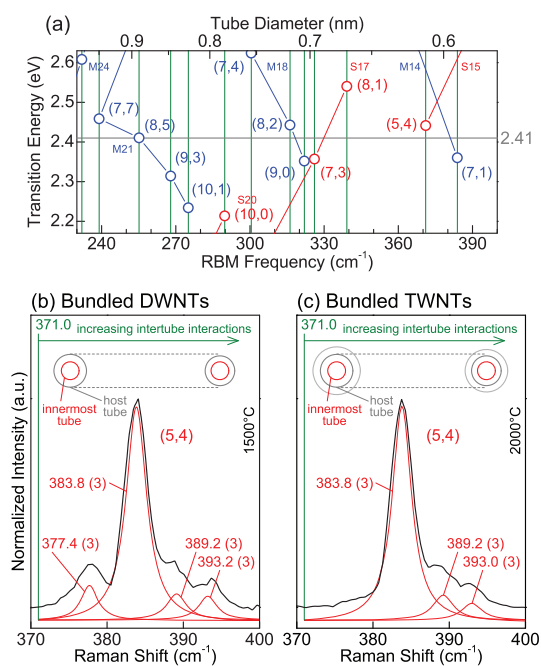 (a)
Tube Diameter (nm)
0.9 0.8 0.7 0.6
Transition Energy (eV)
2.6
2.5
2.4
2.3
2.2
M24
(7,7)
M21
(8,5)
(9,3)
(10,1)
S20
(10,0)
(7,4)
M18
(8,2)
(9,0)
(7,3)
S17
(8,1)
M14
S15
(5,4)
(7,1)
2.41
240 270 300 330 360 390
RBM Frequency (cm⁻¹)
(b) Bundled DWNTs
371.0
increasing intertube interactions
innermost
tube
host
tube
(5,4)
1500°C
383.8 (3)
377.4 (3)
389.2 (3)
393.2 (3)
Normalized Intensity (a.u.)
370 380 390 400
Raman Shift (cm⁻¹)
(c) Bundled TWNTs
371.0
increasing intertube interactions
innermost
tube
host
tube
(5,4)
2000°C
383.8 (3)
389.2 (3)
393.0 (3)
370 380 390 400
Raman Shift (cm⁻¹)